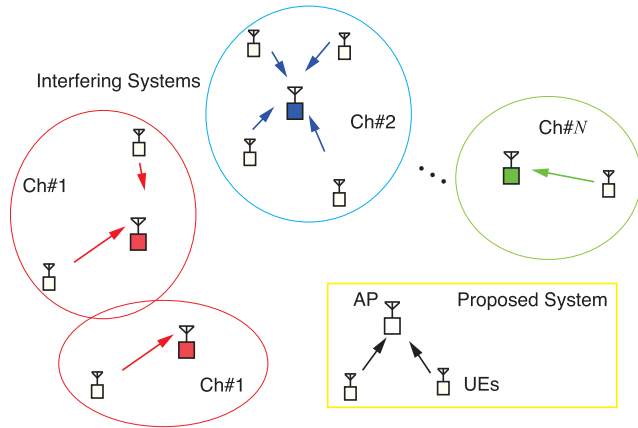 Interfering Systems
Ch#1
Ch#2
Ch#N
Ch#1
AP
Proposed System
UEs